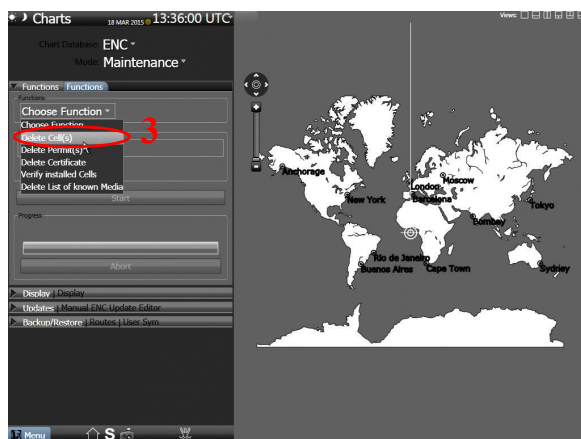 Charts 18 MAR 2015 13:36:00 UTC
Views:
Chart Database: ENC
Mode: Maintenance
Functions Functions
Functions
Choose Function
Choose Function
Delete Cell(s)
3
Delete Permit(s)
Delete Certificate
Verify installed Cells
Delete List of known Media
Start
Progress
Abort
Display | Display
Updates | Manual ENC Update Editor
Backup/Restore | Routes | User Sym
Menu
S
Anchorage
Moscow
London
New York
Barcelona
Tokyo
Bombay
Rio de Janeiro
Buenos Aires
Cape Town
Sydney